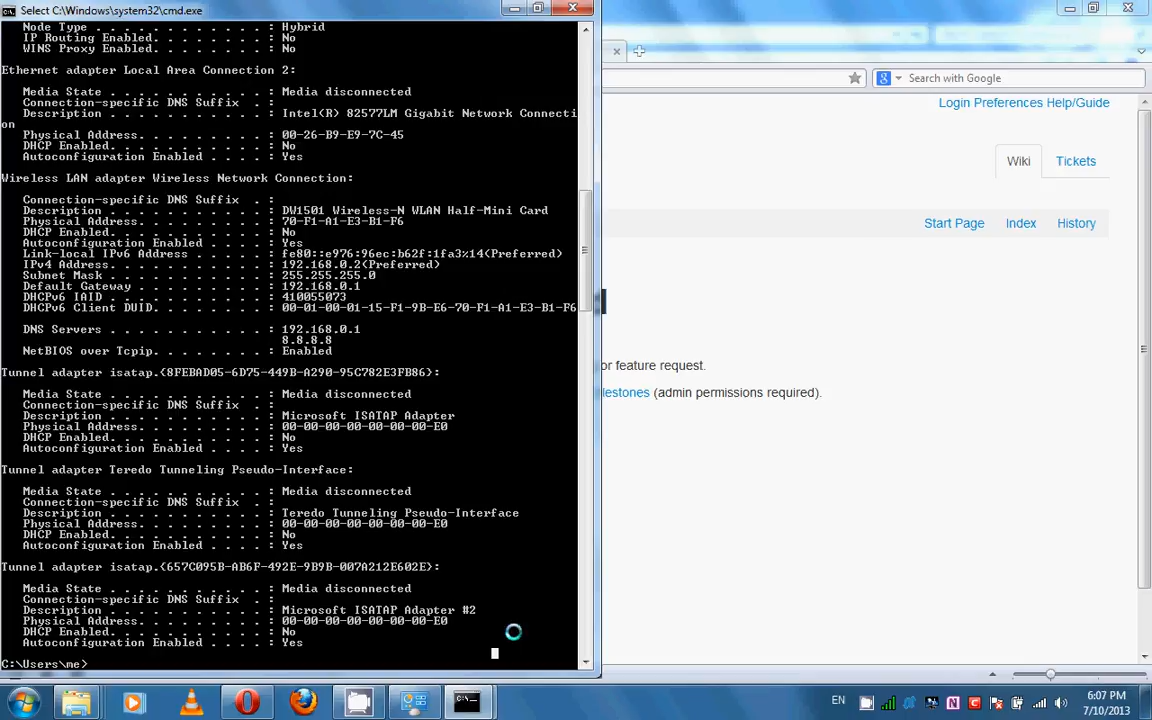 Select C:\Windows\system32\cmd.exe
Node Type . . . . . . . . . . . . : Hybrid
IP Routing Enabled. . . . . . . . : No
WINS Proxy Enabled. . . . . . . . : No
Ethernet adapter Local Area Connection 2:
Media State . . . . . . . . . . . : Media disconnected
Connection-specific DNS Suffix  . :
Description . . . . . . . . . . . : Intel(R) 82577LM Gigabit Network Connecti
on
Physical Address. . . . . . . . . : 00-26-B9-E9-7C-45
DHCP Enabled. . . . . . . . . . . : No
Autoconfiguration Enabled . . . . : Yes
Wireless LAN adapter Wireless Network Connection:
Connection-specific DNS Suffix  . :
Description . . . . . . . . . . . : DW1501 Wireless-N WLAN Half-Mini Card
Physical Address. . . . . . . . . : 70-F1-A1-E3-B1-F6
DHCP Enabled. . . . . . . . . . . : No
Autoconfiguration Enabled . . . . : Yes
Link-local IPv6 Address . . . . . : fe80::e976:96ec:b62f:1fa3%14(Preferred)
IPv4 Address. . . . . . . . . . . : 192.168.0.2(Preferred)
Subnet Mask . . . . . . . . . . . : 255.255.255.0
Default Gateway . . . . . . . . . : 192.168.0.1
DHCPv6 IAID . . . . . . . . . . . : 410055073
DHCPv6 Client DUID. . . . . . . . : 00-01-00-01-15-F1-9B-E6-70-F1-A1-E3-B1-F6
DNS Servers . . . . . . . . . . . : 192.168.0.1
8.8.8.8
NetBIOS over Tcpip. . . . . . . . : Enabled
Tunnel adapter isatap.{8FEBAD05-6D75-449B-A290-95C782E3FB86}:
Media State . . . . . . . . . . . : Media disconnected
Connection-specific DNS Suffix  . :
Description . . . . . . . . . . . : Microsoft ISATAP Adapter
Physical Address. . . . . . . . . : 00-00-00-00-00-00-00-E0
DHCP Enabled. . . . . . . . . . . : No
Autoconfiguration Enabled . . . . : Yes
Tunnel adapter Teredo Tunneling Pseudo-Interface:
Media State . . . . . . . . . . . : Media disconnected
Connection-specific DNS Suffix  . :
Description . . . . . . . . . . . : Teredo Tunneling Pseudo-Interface
Physical Address. . . . . . . . . : 00-00-00-00-00-00-00-E0
DHCP Enabled. . . . . . . . . . . : No
Autoconfiguration Enabled . . . . : Yes
Tunnel adapter isatap.{657C095B-AB6F-492E-9B9B-007A212E602E}:
Media State . . . . . . . . . . . : Media disconnected
Connection-specific DNS Suffix  . :
Description . . . . . . . . . . . : Microsoft ISATAP Adapter #2
Physical Address. . . . . . . . . : 00-00-00-00-00-00-00-E0
DHCP Enabled. . . . . . . . . . . : No
Autoconfiguration Enabled . . . . : Yes
C:\Users\me>
Search with Google
Login Preferences Help/Guide
Wiki Tickets
Start Page Index History
or feature request.
lestones (admin permissions required).
EN
6:07 PM
7/10/2013